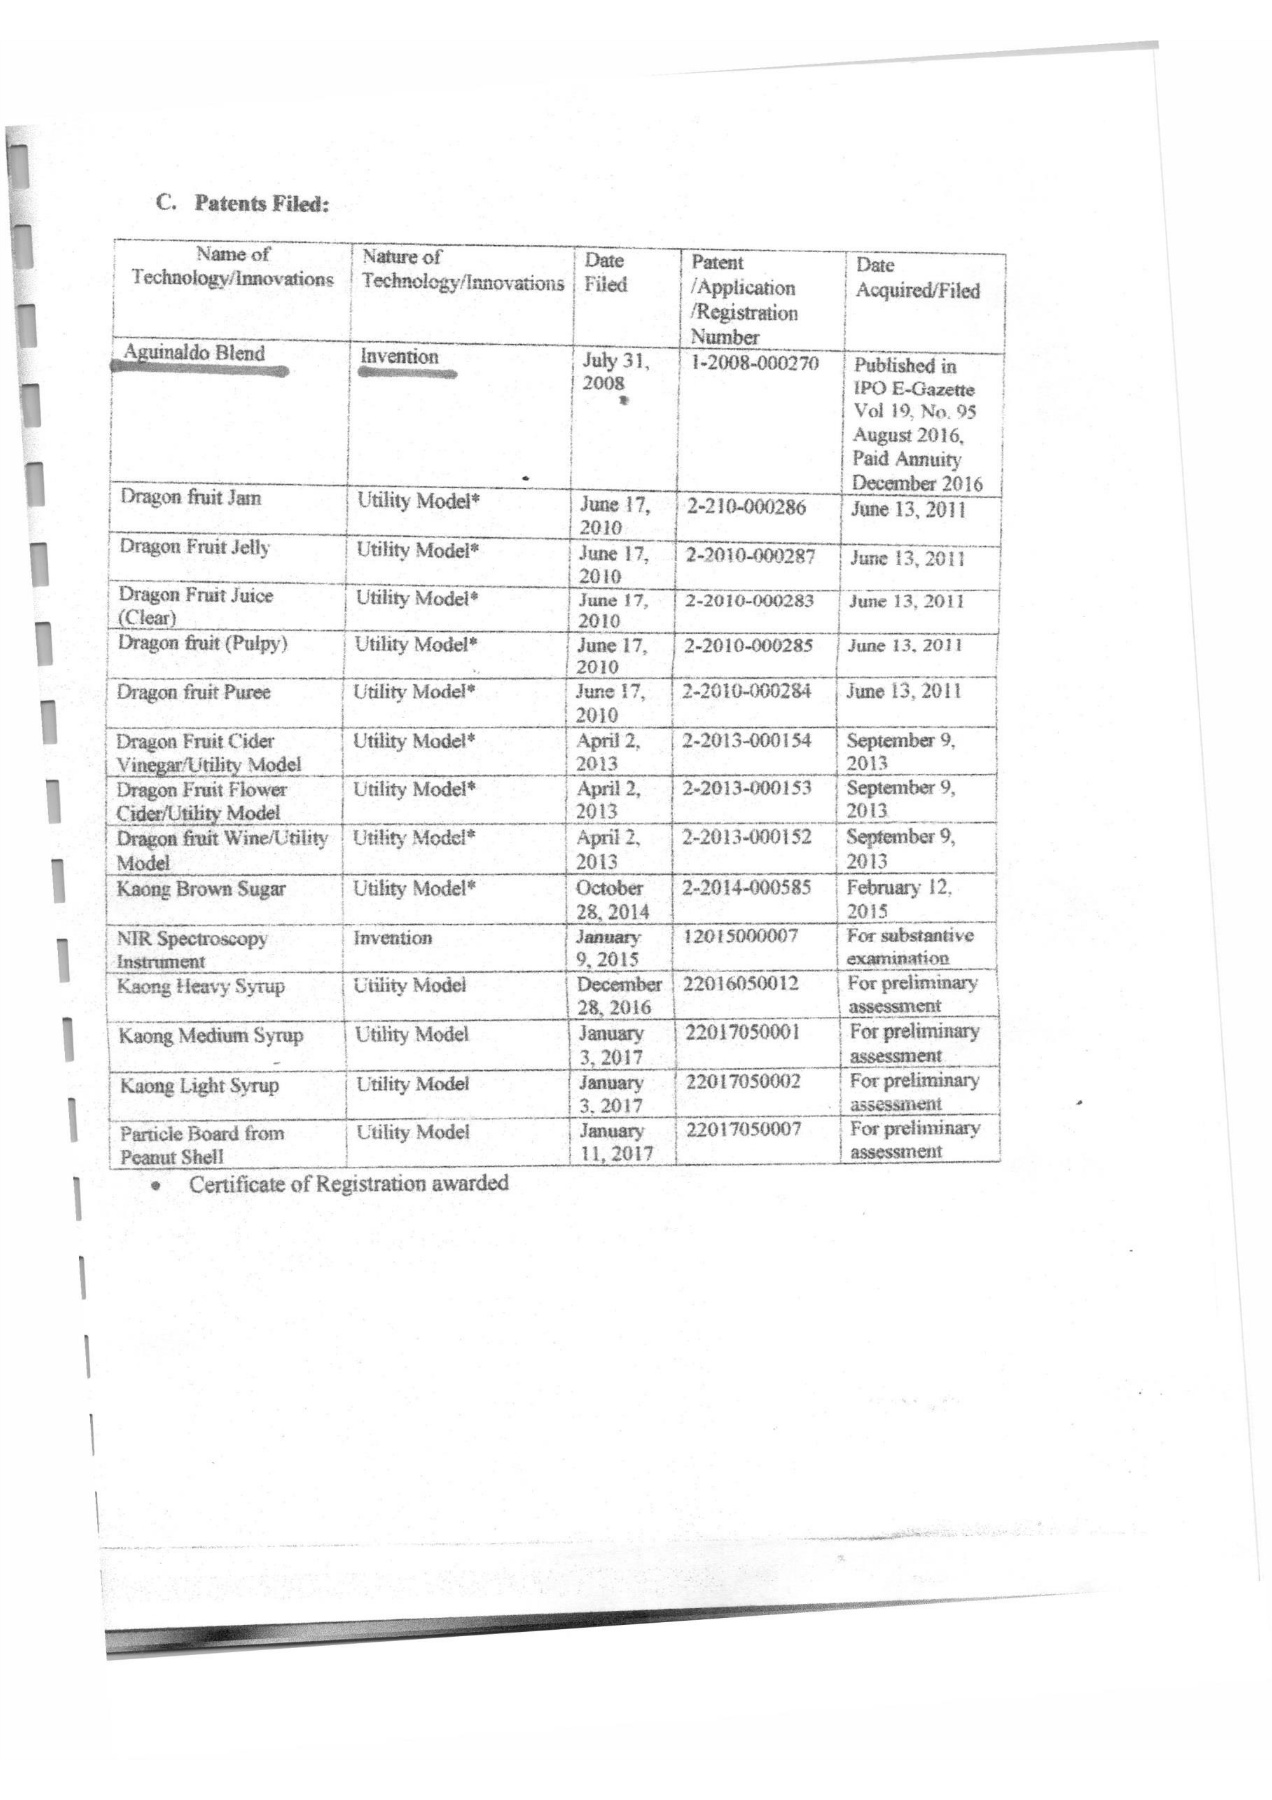 C. Patents Filed:
Name of Technology/Innovations | Nature of Technology/Innovations | Date Filed | Patent /Application /Registration Number | Date Acquired/Filed
Aguinaldo Blend | Invention | July 31, 2008 | 1-2008-000270 | Published in IPO E-Gazette Vol 19, No. 95 August 2016, Paid Annuity December 2016
Dragon fruit Jam | Utility Model* | June 17, 2010 | 2-210-000286 | June 13, 2011
Dragon Fruit Jelly | Utility Model* | June 17, 2010 | 2-2010-000287 | June 13, 2011
Dragon Fruit Juice (Clear) | Utility Model* | June 17, 2010 | 2-2010-000283 | June 13, 2011
Dragon fruit (Pulpy) | Utility Model* | June 17, 2010 | 2-2010-000285 | June 13, 2011
Dragon fruit Puree | Utility Model* | June 17, 2010 | 2-2010-000284 | June 13, 2011
Dragon Fruit Cider Vinegar/Utility Model | Utility Model* | April 2, 2013 | 2-2013-000154 | September 9, 2013
Dragon Fruit Flower Cider/Utility Model | Utility Model* | April 2, 2013 | 2-2013-000153 | September 9, 2013
Dragon fruit Wine/Utility Model | Utility Model* | April 2, 2013 | 2-2013-000152 | September 9, 2013
Kaong Brown Sugar | Utility Model* | October 28, 2014 | 2-2014-000585 | February 12, 2015
NIR Spectroscopy Instrument | Invention | January 9, 2015 | 12015000007 | For substantive examination
Kaong Heavy Syrup | Utility Model | December 28, 2016 | 22016050012 | For preliminary assessment
Kaong Medium Syrup | Utility Model | January 3, 2017 | 22017050001 | For preliminary assessment
Kaong Light Syrup | Utility Model | January 3, 2017 | 22017050002 | For preliminary assessment
Particle Board from Peanut Shell | Utility Model | January 11, 2017 | 22017050007 | For preliminary assessment
• Certificate of Registration awarded